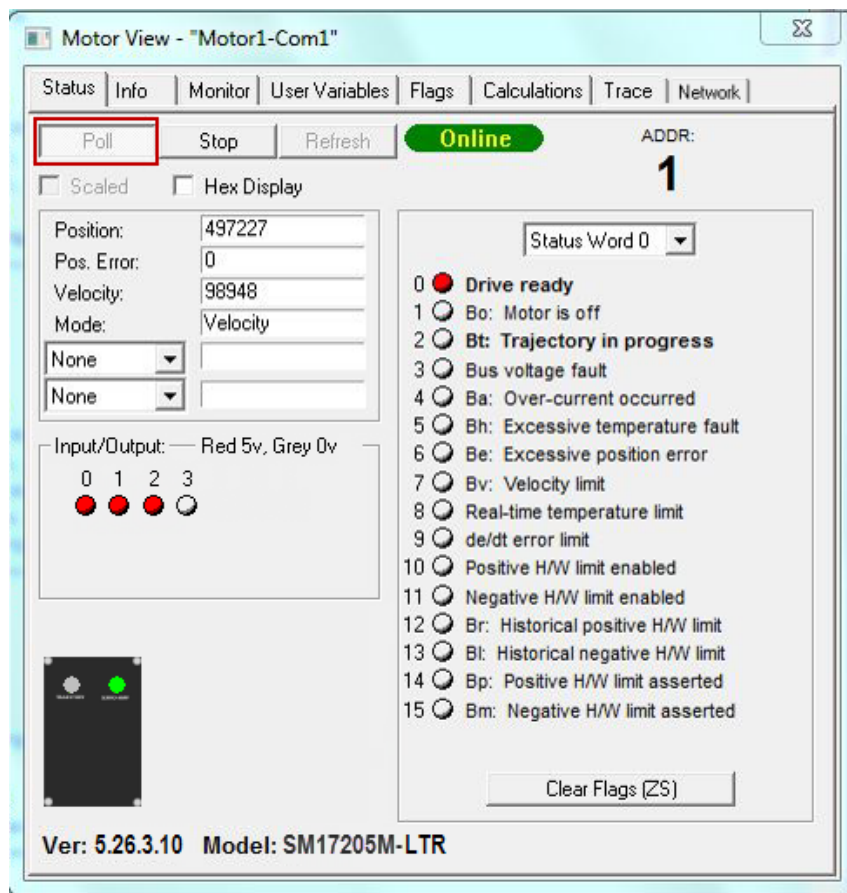 Motor View - "Motor1-Com1"
Status Info Monitor User Variables Flags Calculations Trace Network
Poll Stop Refresh Online ADDR:
1
Scaled Hex Display
Position: 497227
Pos. Error: 0
Velocity: 98948
Mode: Velocity
None
None
Input/Output: Red 5v, Grey 0v
0 1 2 3
Status Word 0
0 Drive ready
1 Bo: Motor is off
2 Bt: Trajectory in progress
3 Bus voltage fault
4 Ba: Over-current occurred
5 Bh: Excessive temperature fault
6 Be: Excessive position error
7 Bv: Velocity limit
8 Real-time temperature limit
9 de/dt error limit
10 Positive H/W limit enabled
11 Negative H/W limit enabled
12 Br: Historical positive H/W limit
13 Bl: Historical negative H/W limit
14 Bp: Positive H/W limit asserted
15 Bm: Negative H/W limit asserted
Clear Flags (ZS)
Ver: 5.26.3.10 Model: SM17205M-LTR